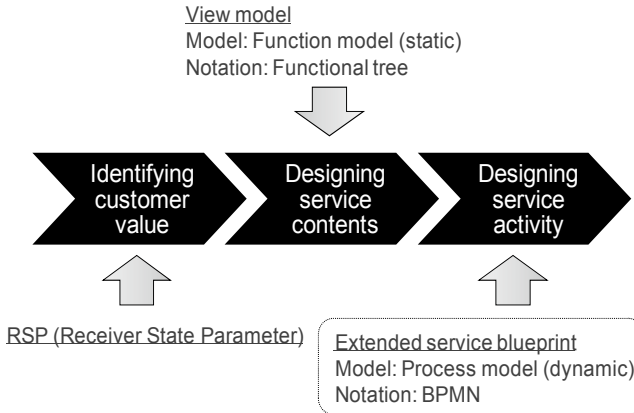 View model
Model: Function model (static)
Notation: Functional tree
Identifying
customer
value
Designing
service
contents
Designing
service
activity
RSP (Receiver State Parameter)
Extended service blueprint
Model: Process model (dynamic)
Notation: BPMN